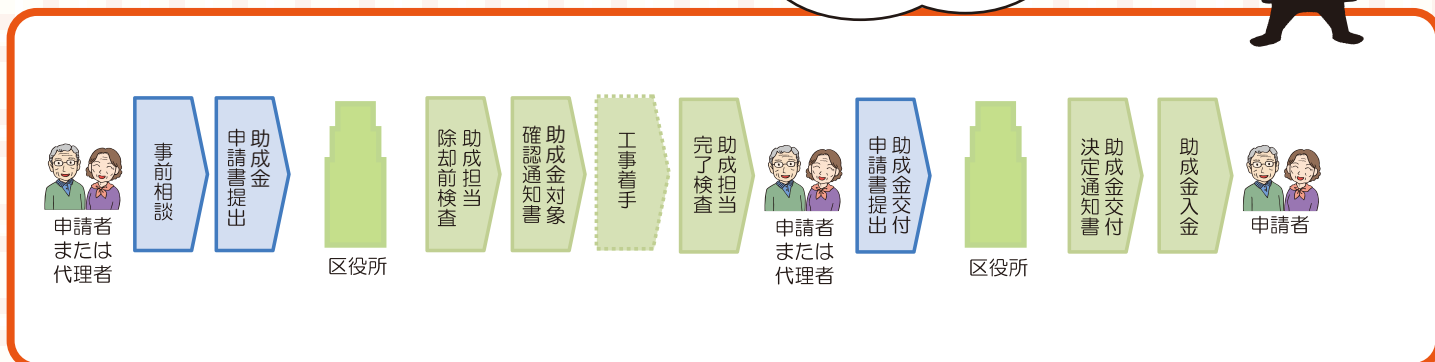 申請者
または
代理者
事前相談
助成金
申請書提出
区役所
助成担当
除却前検査
助成金対象
確認通知書
工事着手
助成担当
完了検査
申請者
または
代理者
助成金交付
申請書提出
区役所
助成金交付
決定通知書
助成金入金
申請者